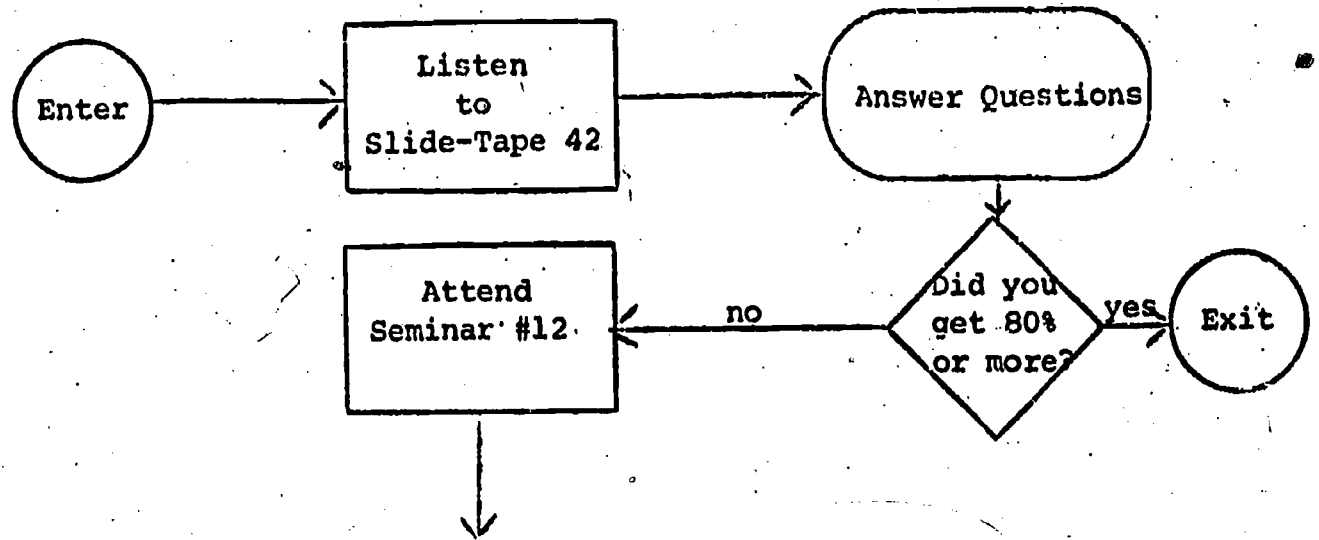 Enter
Listen
to
Slide-Tape 42
Answer Questions
Did you
get 80%
or more?
yes
Exit
no
Attend
Seminar #12